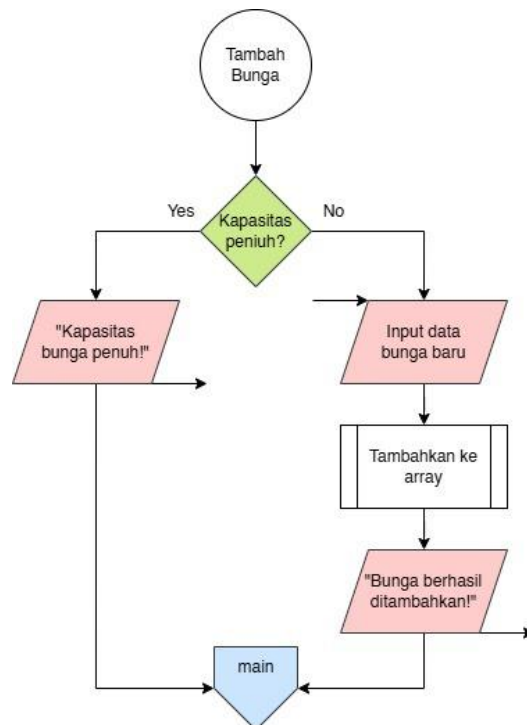 Tambah
Bunga
Yes
Kapasitas
peniuh?
No
"Kapasitas
bunga penuh!"
Input data
bunga baru
Tambahkan ke
array
"Bunga berhasil
ditambahkan!"
main